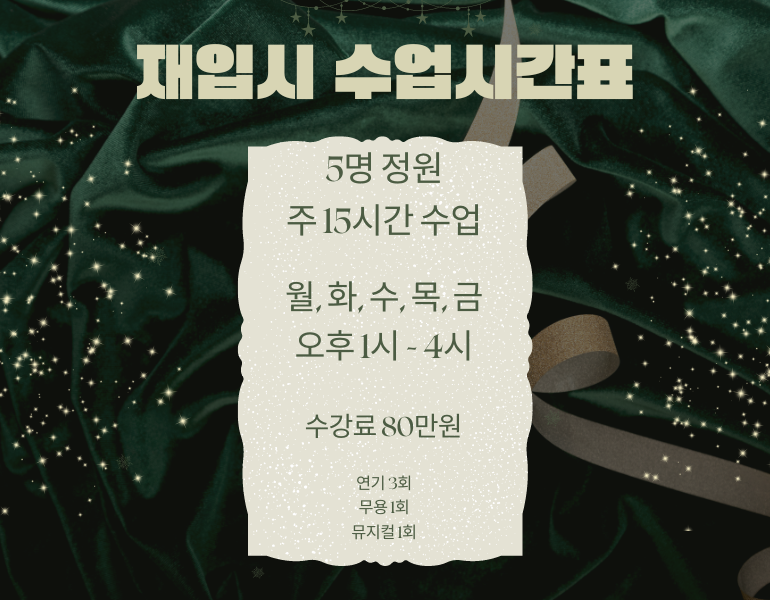 재입시 수업시간표
5명 정원
주 15시간 수업
월, 화, 수, 목, 금
오후 1시 ~ 4시
수강료 80만원
연기 3회
무용 1회
뮤지컬 1회